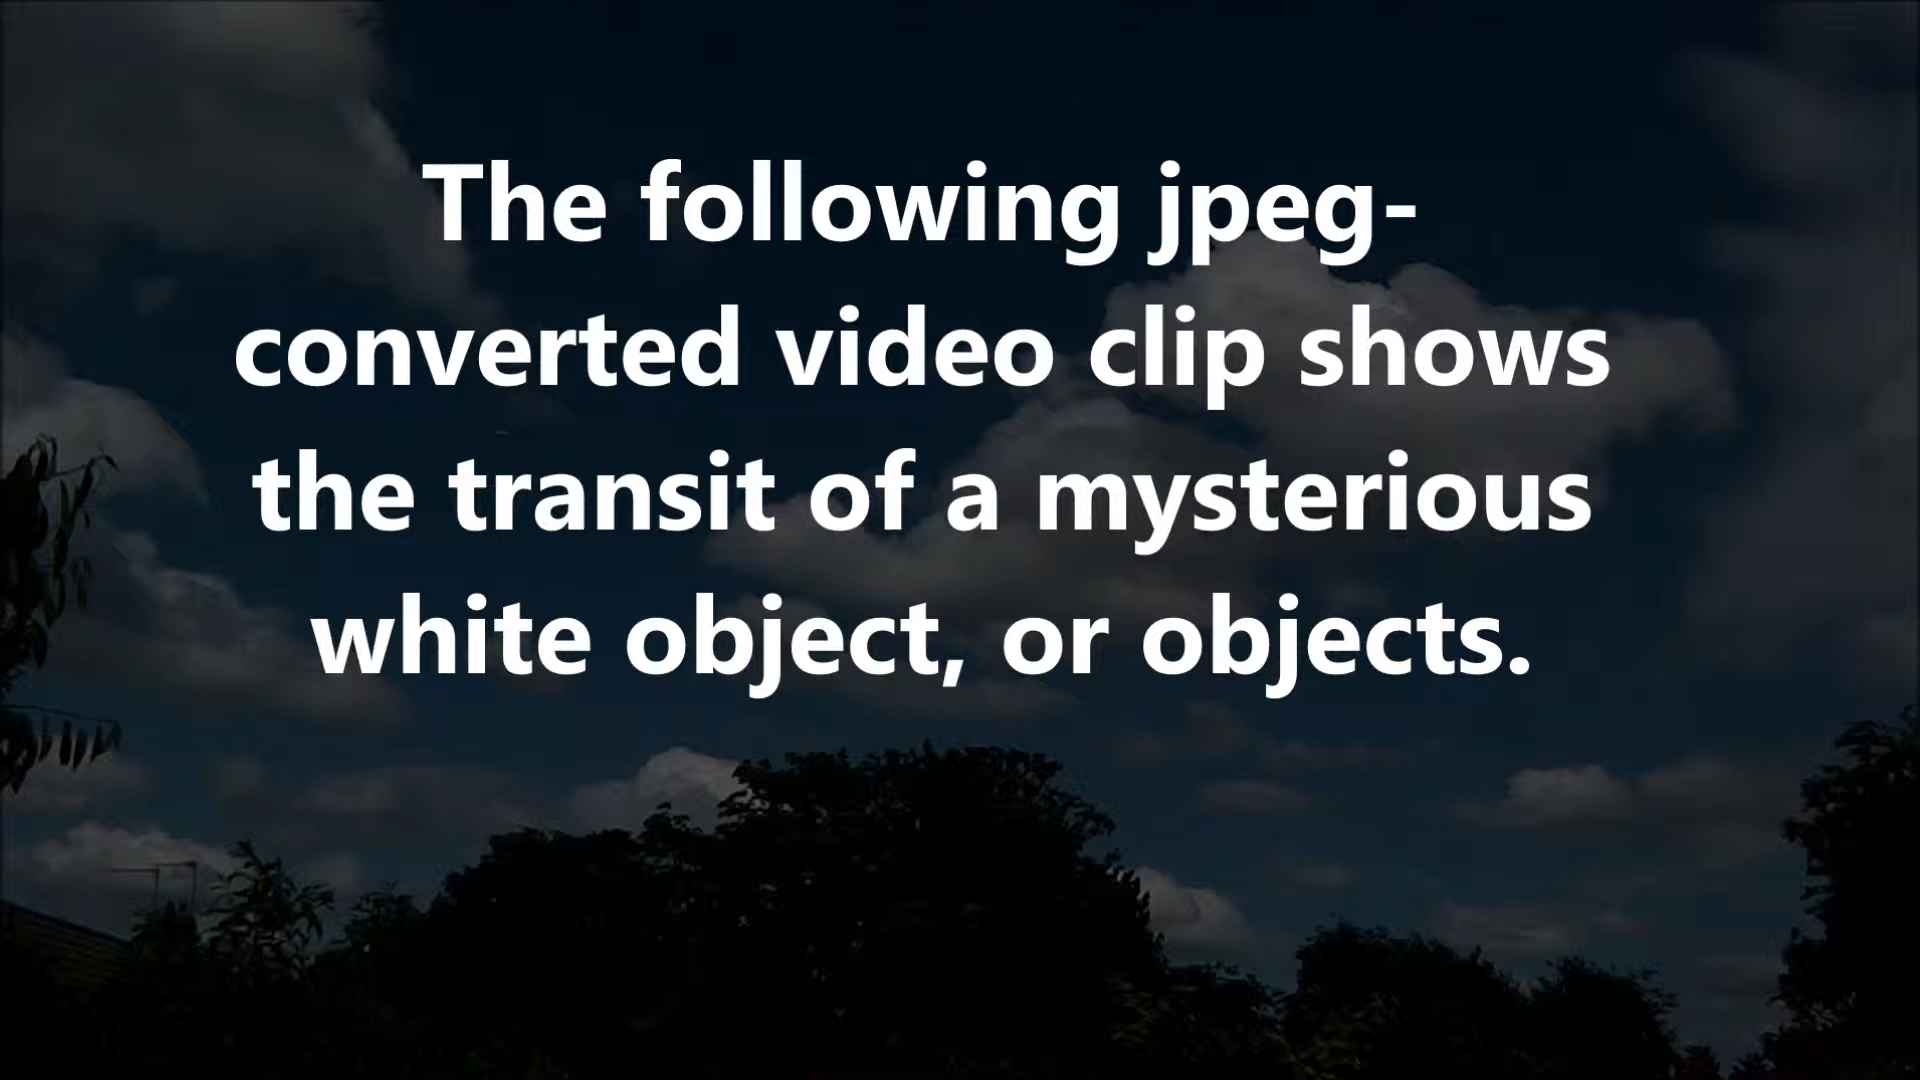 The following jpeg-
converted video clip shows
the transit of a mysterious
white object, or objects.